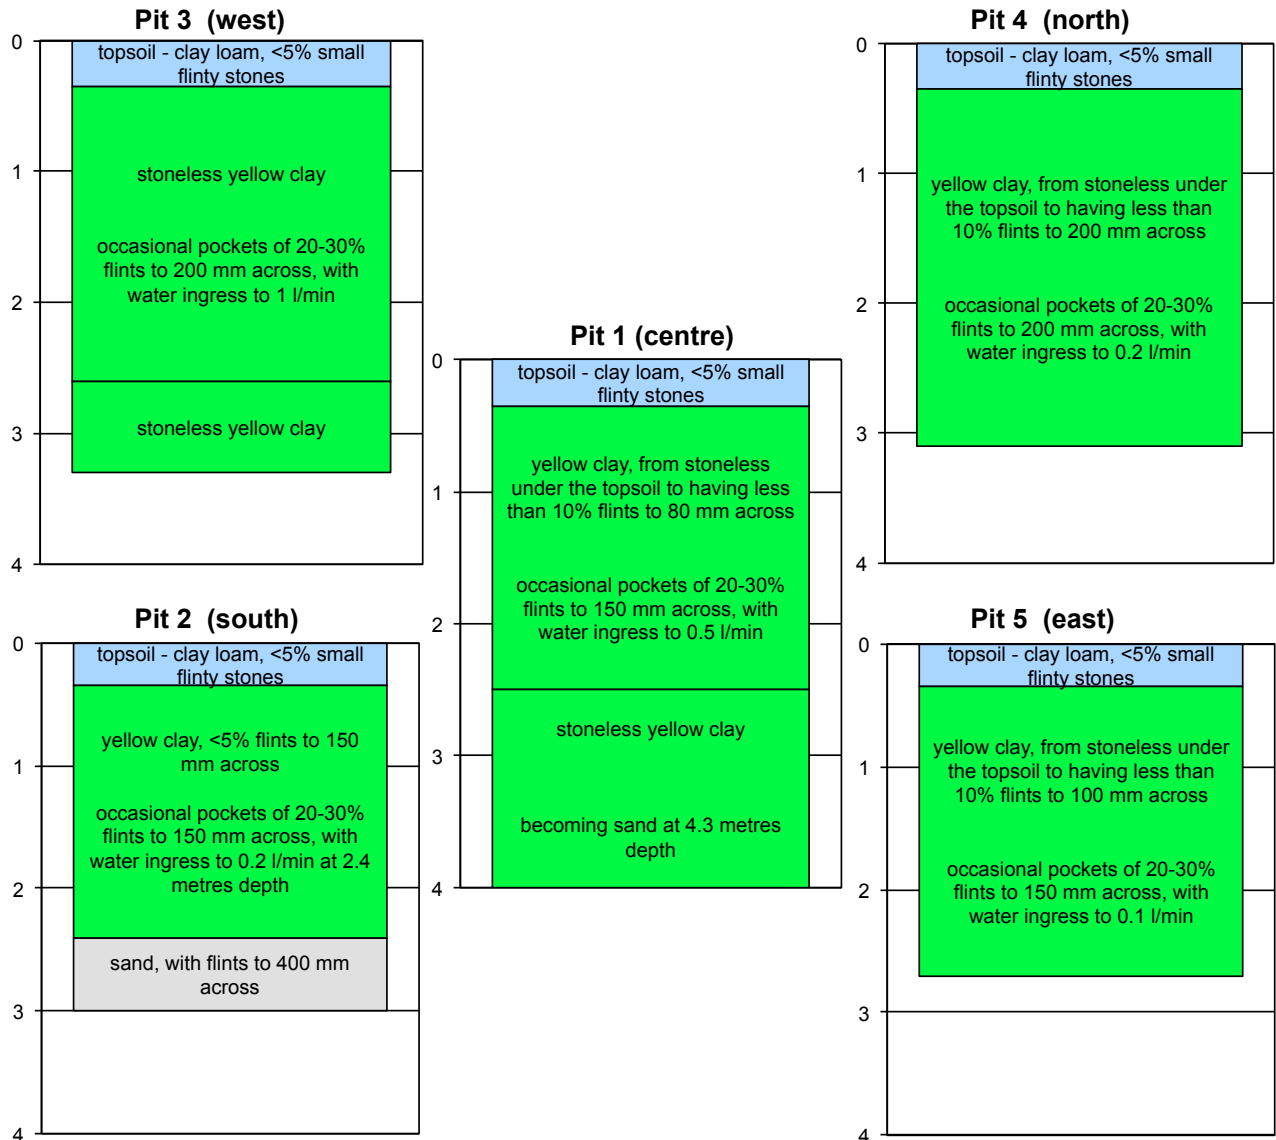 Pit 3  (west)
0
topsoil - clay loam, <5% small
flinty stones
1
stoneless yellow clay
occasional pockets of 20-30%
flints to 200 mm across, with
water ingress to 1 l/min
2
stoneless yellow clay
3
4
Pit 4  (north)
0
topsoil - clay loam, <5% small
flinty stones
1
yellow clay, from stoneless under
the topsoil to having less than
10% flints to 200 mm across
2
occasional pockets of 20-30%
flints to 200 mm across, with
water ingress to 0.2 l/min
3
4
Pit 1 (centre)
0
topsoil - clay loam, <5% small
flinty stones
yellow clay, from stoneless
under the topsoil to having less
than 10% flints to 80 mm across
1
occasional pockets of 20-30%
flints to 150 mm across, with
water ingress to 0.5 l/min
2
stoneless yellow clay
3
becoming sand at 4.3 metres
depth
4
Pit 2  (south)
0
topsoil - clay loam, <5% small
flinty stones
yellow clay, <5% flints to 150
mm across
1
occasional pockets of 20-30%
flints to 150 mm across, with
water ingress to 0.2 l/min at 2.4
metres depth
2
sand, with flints to 400 mm
across
3
4
Pit 5  (east)
0
topsoil - clay loam, <5% small
flinty stones
yellow clay, from stoneless under
the topsoil to having less than
10% flints to 100 mm across
1
occasional pockets of 20-30%
flints to 150 mm across, with
water ingress to 0.1 l/min
2
3
4